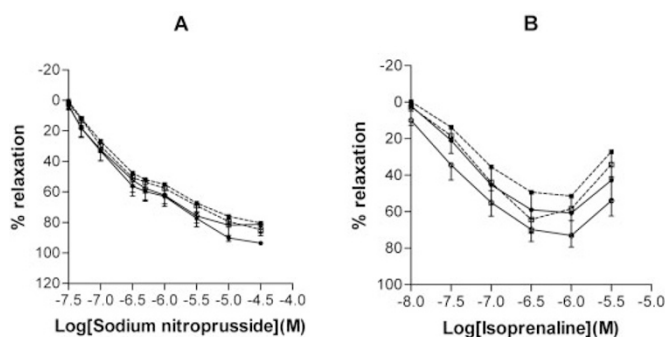 A
B
-20
0
20
40
60
80
100
120
% relaxation
-7.5 -7.0 -6.5 -6.0 -5.5 -5.0 -4.5 -4.0
Log[Sodium nitroprusside](M)
-20
0
20
40
60
80
100
% relaxation
-8.0 -7.5 -7.0 -6.5 -6.0 -5.5 -5.0
Log[Isoprenaline](M)